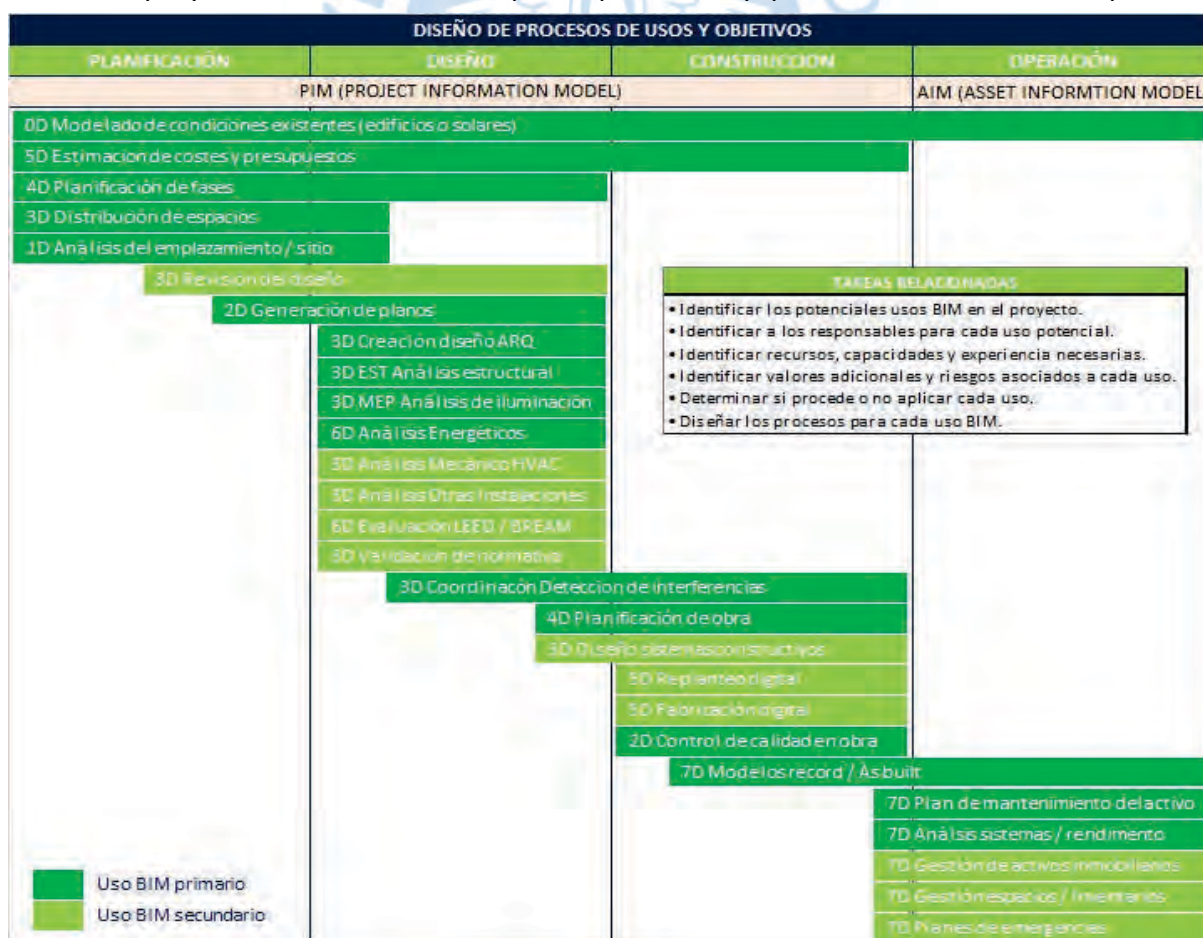 DISEÑO DE PROCESOS DE USOS Y OBJETIVOS
PLANIFICACIÓN
DISEÑO
CONSTRUCCION
OPERACIÓN
PIM (PROJECT INFORMATION MODEL)
AIM (ASSET INFORMTION MODEL
0D Modelado de condiciones existentes (edificios o solares)
5D Estimacion de costes y presupuestos
4D Planificación de fases
3D Distribución de espacios
1D Análisis del emplazamiento / sitio
3D Revision del diseño
2D Generación de planos
3D Creación diseño ARQ
3D EST Análisis estructural
3D MEP Análisis de iluminación
6D Análisis Energéticos
3D Análisis Mecánico HVAC
3D Análisis Otras Instalaciones
6D Evaluación LEED / BREAM
3D Validación de normativa
3D Coordinacón Deteccion de interferencias
4D Planificación de obra
3D Diseño sistemas constructivos
5D Replanteo digital
5D Fabricación digital
2D Control de calidad en obra
7D Modelos record / As built
7D Plan de mantenimiento del activo
7D Análsis sistemas / rendimento
7D Gestión de activos inmobiliarios
7D Gestión espacios / Inventarios
7D Planes de emergencias
TAREAS RELACIONADAS
• Identificar los potenciales usos BIM en el proyecto.
• Identificar a los responsables para cada uso potencial.
• Identificar recursos, capacidades y experiencia necesarias.
• Identificar valores adicionales y riesgos asociados a cada uso.
• Determinar si procede o no aplicar cada uso.
• Diseñar los procesos para cada uso BIM.
Uso BIM primario
Uso BIM secundario